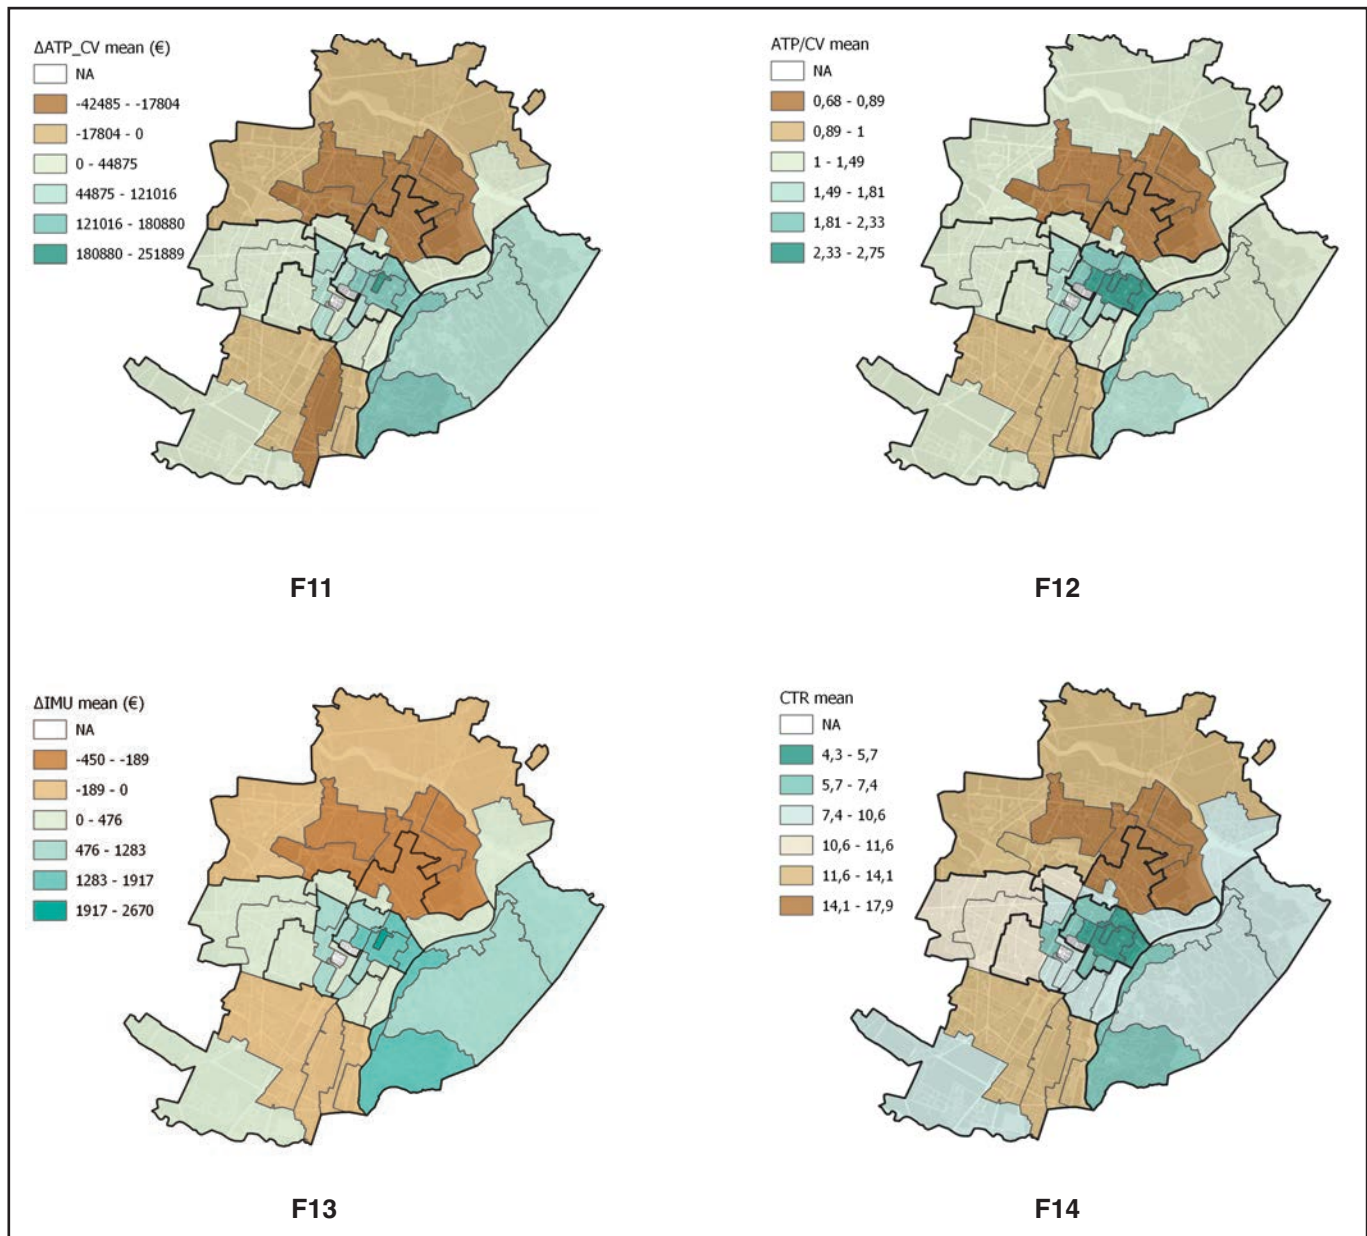 ΔATP_CV mean (€)
NA
-42485 - -17804
-17804 - 0
0 - 44875
44875 - 121016
121016 - 180880
180880 - 251889
F11
ATP/CV mean
NA
0,68 - 0,89
0,89 - 1
1 - 1,49
1,49 - 1,81
1,81 - 2,33
2,33 - 2,75
F12
ΔIMU mean (€)
NA
-450 - -189
-189 - 0
0 - 476
476 - 1283
1283 - 1917
1917 - 2670
F13
CTR mean
NA
4,3 - 5,7
5,7 - 7,4
7,4 - 10,6
10,6 - 11,6
11,6 - 14,1
14,1 - 17,9
F14